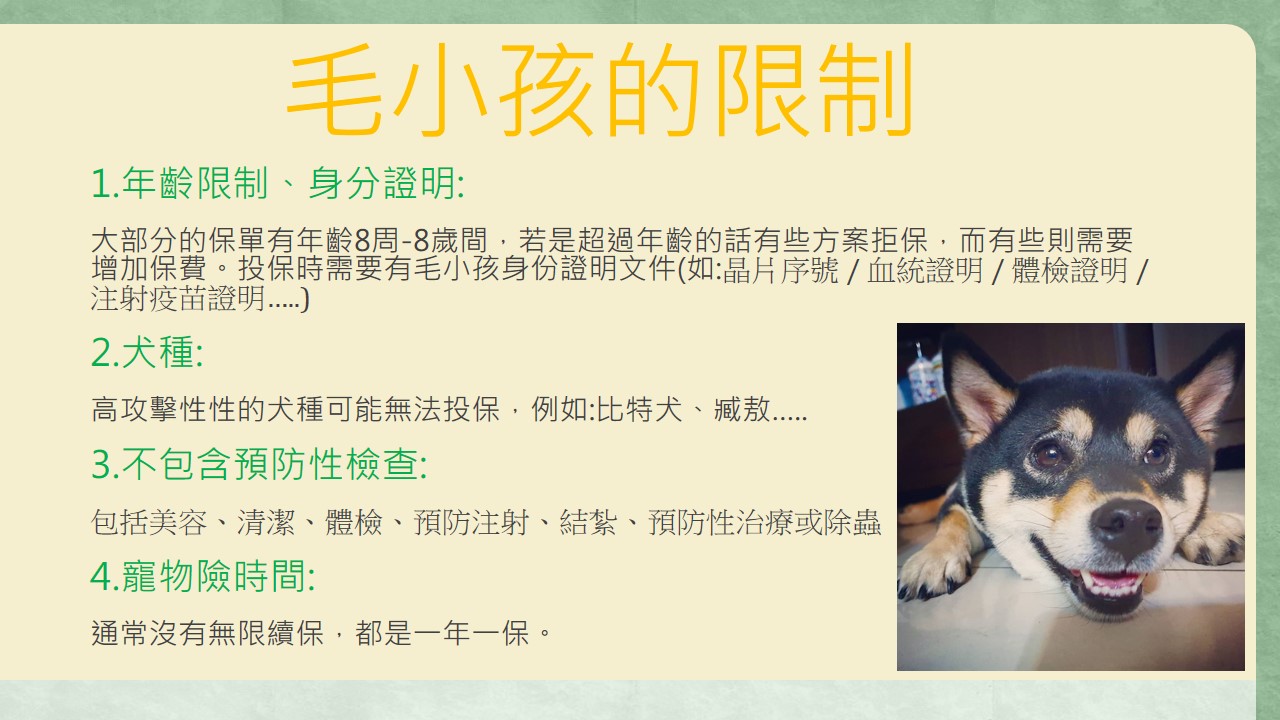 毛小孩的限制
1.年齡限制、身分證明:
大部分的保單有年齡8周-8歲間，若是超過年齡的話有些方案拒保，而有些則需要
增加保費。投保時需要有毛小孩身份證明文件(如:晶片序號 / 血統證明 / 體檢證明 /
注射疫苗證明…..)
2.犬種:
高攻擊性性的犬種可能無法投保，例如:比特犬、臧敖…..
3.不包含預防性檢查:
包括美容、清潔、體檢、預防注射、結紮、預防性治療或除蟲
4.寵物險時間:
通常沒有無限續保，都是一年一保。